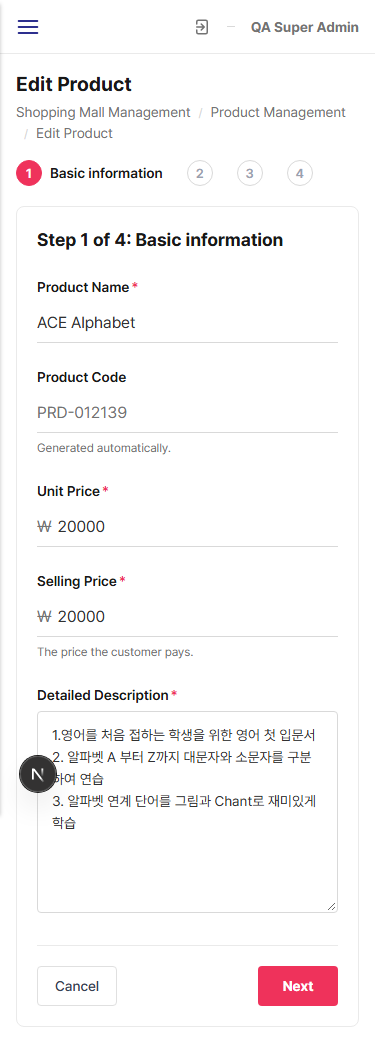 QA Super Admin
Edit Product
Shopping Mall Management / Product Management
/ Edit Product
1 Basic information 2 3 4
Step 1 of 4: Basic information
Product Name *
ACE Alphabet
Product Code
PRD-012139
Generated automatically.
Unit Price *
₩ 20000
Selling Price *
₩ 20000
The price the customer pays.
Detailed Description *
1.영어를 처음 접하는 학생을 위한 영어 첫 입문서
2. 알파벳 A 부터 Z까지 대문자와 소문자를 구분
하여 연습
N
3. 알파벳 연계 단어를 그림과 Chant로 재미있게
학습
Cancel Next